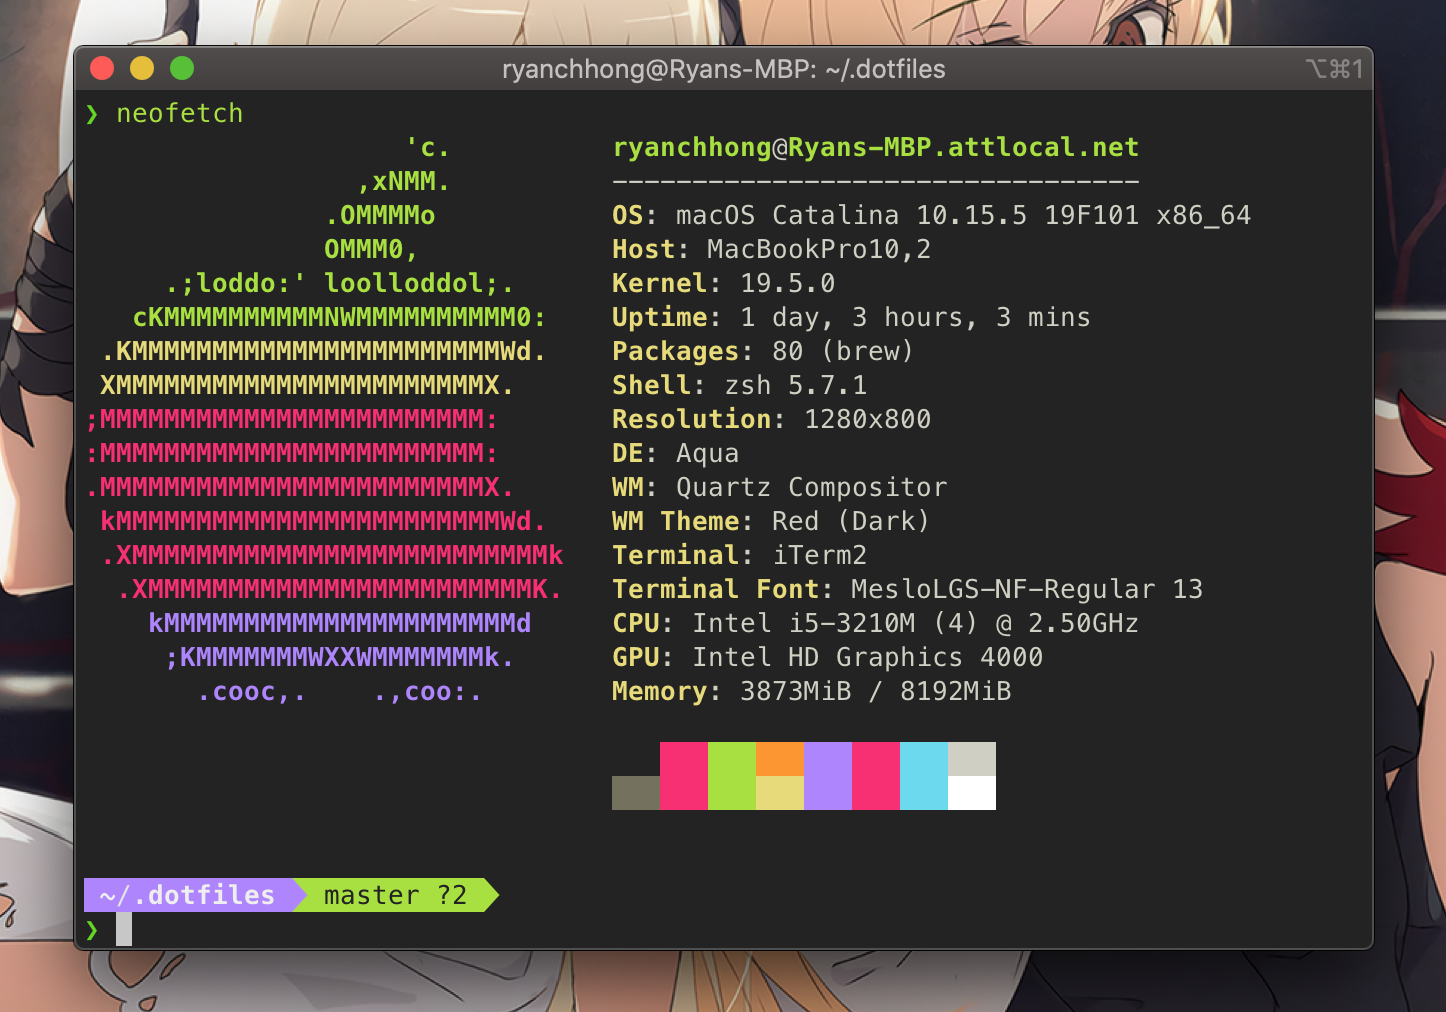 ryanchhong@Ryans-MBP: ~/.dotfiles
⌥⌘1
❯ neofetch
'c.
,xNMM.
.OMMMMo
OMMM0,
.;loddo:' loolloddol;.
cKMMMMMMMMMMNWMMMMMMMMMM0:
.KMMMMMMMMMMMMMMMMMMMMMMMWd.
XMMMMMMMMMMMMMMMMMMMMMMMX.
;MMMMMMMMMMMMMMMMMMMMMMMM:
:MMMMMMMMMMMMMMMMMMMMMMMM:
.MMMMMMMMMMMMMMMMMMMMMMMMX.
kMMMMMMMMMMMMMMMMMMMMMMMMWd.
.XMMMMMMMMMMMMMMMMMMMMMMMMMMk
.XMMMMMMMMMMMMMMMMMMMMMMMMK.
kMMMMMMMMMMMMMMMMMMMMMMd
;KMMMMMMMWXXWMMMMMMMk.
.cooc,.    .,coo:.
ryanchhong@Ryans-MBP.attlocal.net
---------------------------------
OS: macOS Catalina 10.15.5 19F101 x86_64
Host: MacBookPro10,2
Kernel: 19.5.0
Uptime: 1 day, 3 hours, 3 mins
Packages: 80 (brew)
Shell: zsh 5.7.1
Resolution: 1280x800
DE: Aqua
WM: Quartz Compositor
WM Theme: Red (Dark)
Terminal: iTerm2
Terminal Font: MesloLGS-NF-Regular 13
CPU: Intel i5-3210M (4) @ 2.50GHz
GPU: Intel HD Graphics 4000
Memory: 3873MiB / 8192MiB
~/.dotfiles master ?2
❯